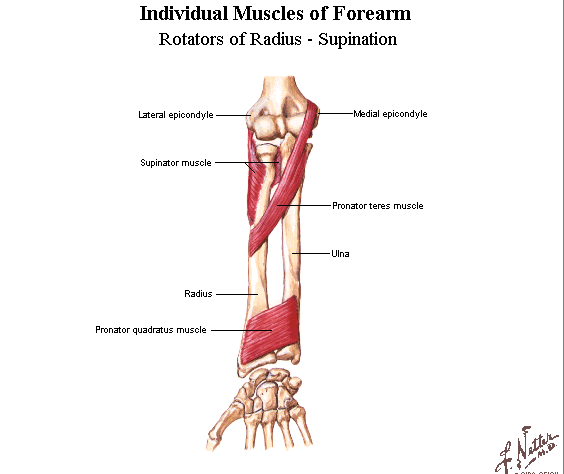 Individual Muscles of Forearm
Rotators of Radius - Supination
Lateral epicondyle
Medial epicondyle
Supinator muscle
Pronator teres muscle
Ulna
Radius
Pronator quadratus muscle
F. Netter
M.D.